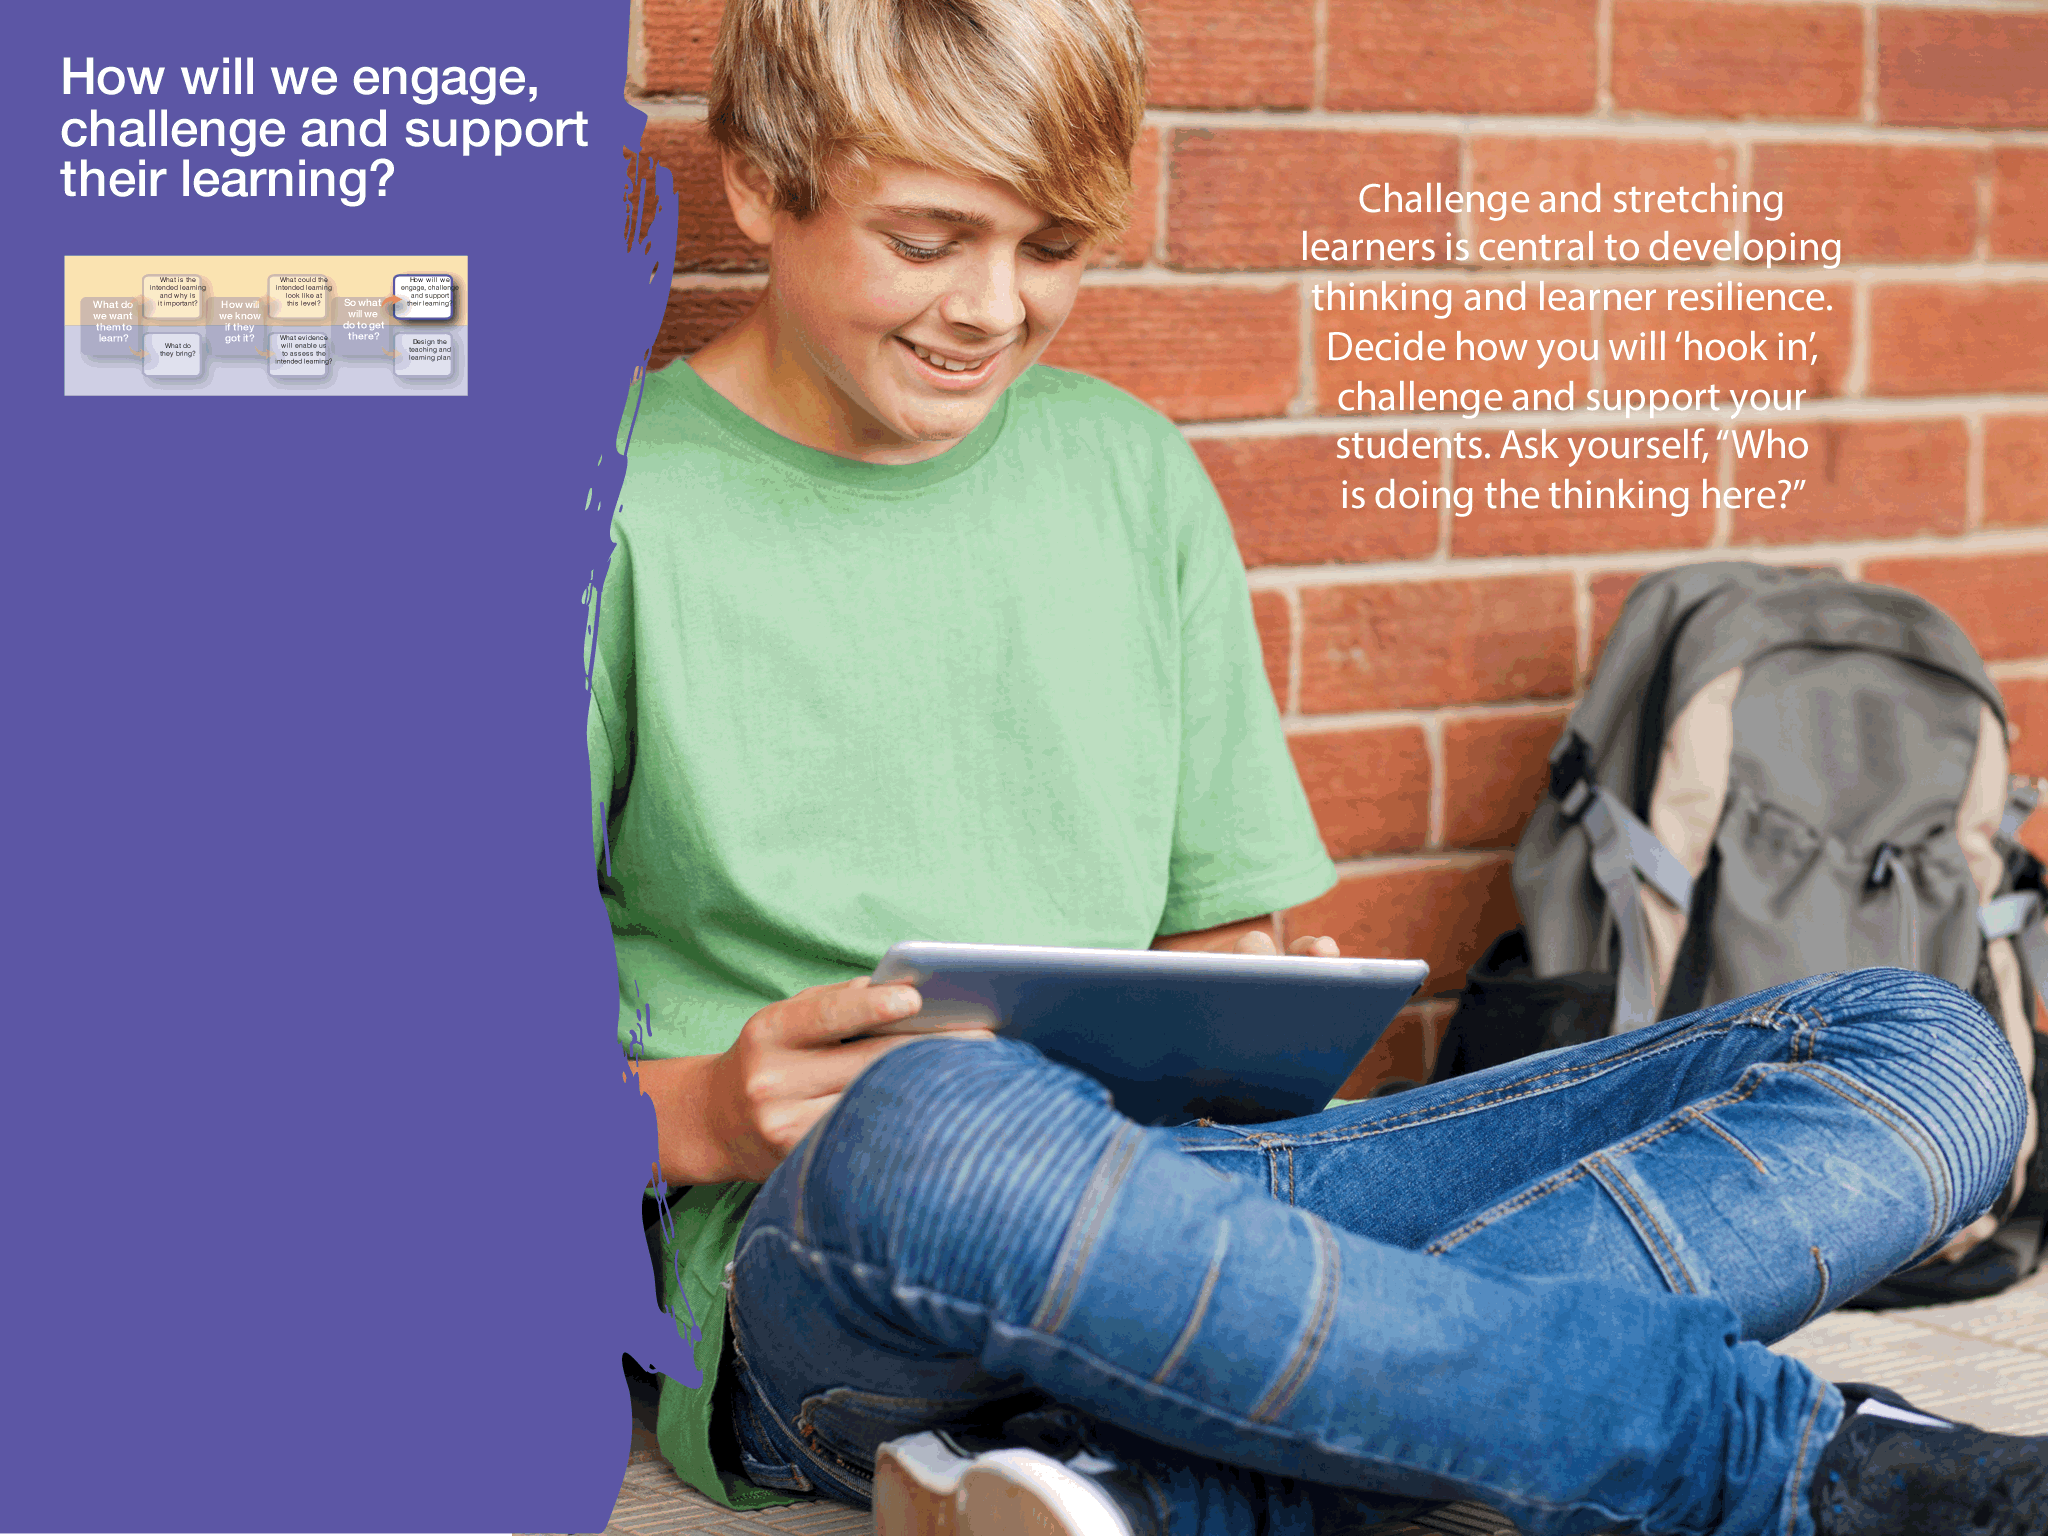 How will we engage,
challenge and support
their learning?
What do
we want
them to
learn?
What is the
intended learning
and why is
it important?
What do
they bring?
How will
we know
if they
got it?
What could the
intended learning
look like at
this level?
What evidence
will enable us
to assess the
intended learning?
So what
will we
do to get
there?
How will we
engage, challenge
and support
their learning?
Design the
teaching and
learning plan
Challenge and stretching
learners is central to developing
thinking and learner resilience.
Decide how you will ‘hook in’,
challenge and support your
students. Ask yourself, “Who
is doing the thinking here?”